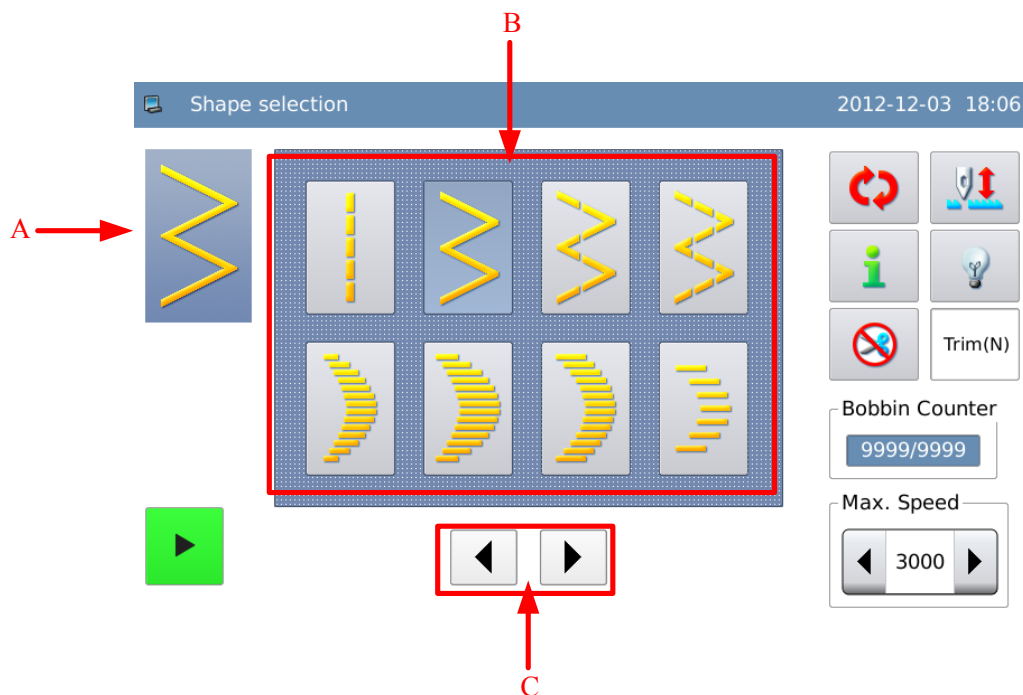 B
Shape selection
2012-12-03 18:06
A
Trim(N)
Bobbin Counter
9999/9999
Max. Speed
3000
C